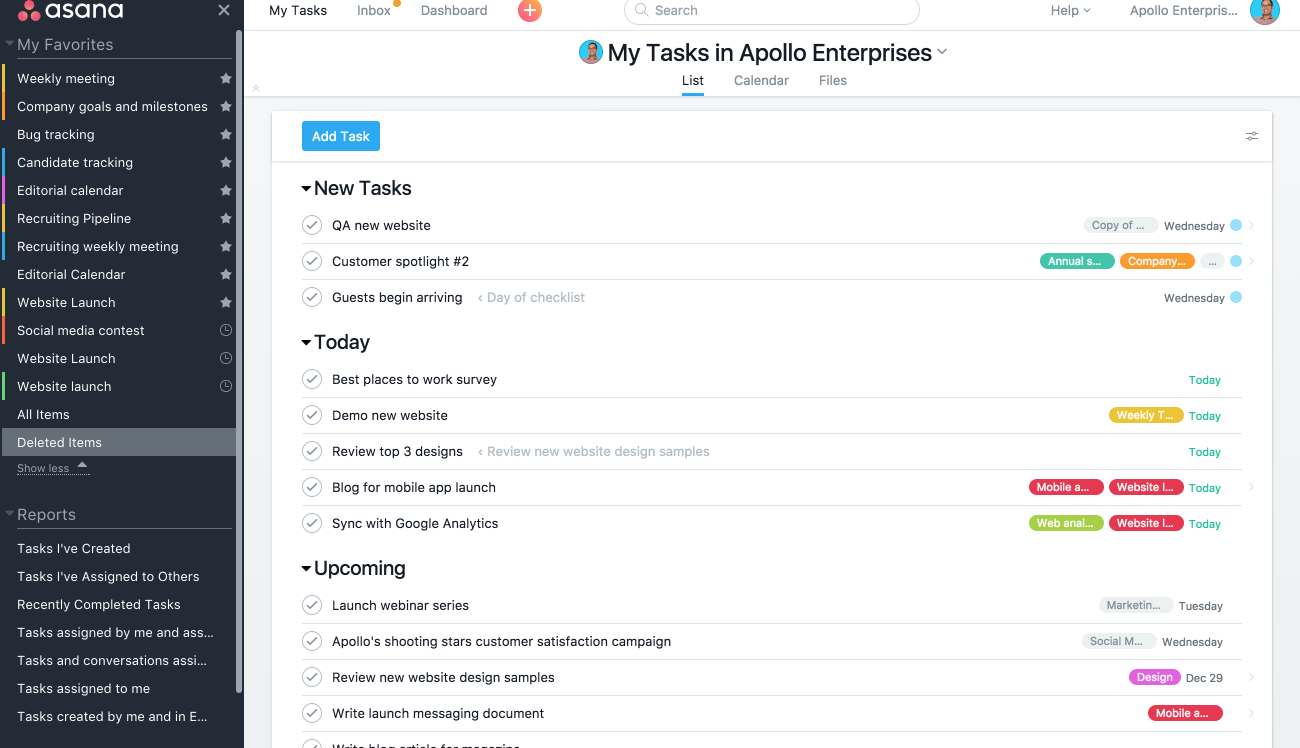 asana
My Favorites
Weekly meeting
Company goals and milestones
Bug tracking
Candidate tracking
Editorial calendar
Recruiting Pipeline
Recruiting weekly meeting
Editorial Calendar
Website Launch
Social media contest
Website Launch
Website launch
All Items
Deleted Items
Show less
Reports
Tasks I've Created
Tasks I've Assigned to Others
Recently Completed Tasks
Tasks assigned by me and ass...
Tasks and conversations assi...
Tasks assigned to me
Tasks created by me and in E...
My Tasks Inbox Dashboard Search Help Apollo Enterpris...
My Tasks in Apollo Enterprises
List Calendar Files
Add Task
New Tasks
QA new website Copy of ... Wednesday
Customer spotlight #2 Annual s... Company... ...
Guests begin arriving ‹ Day of checklist Wednesday
Today
Best places to work survey Today
Demo new website Weekly T... Today
Review top 3 designs ‹ Review new website design samples Today
Blog for mobile app launch Mobile a... Website l... Today
Sync with Google Analytics Web anal... Website l... Today
Upcoming
Launch webinar series Marketin... Tuesday
Apollo's shooting stars customer satisfaction campaign Social M... Wednesday
Review new website design samples Design Dec 29
Write launch messaging document Mobile a...
Write blog article for magazine